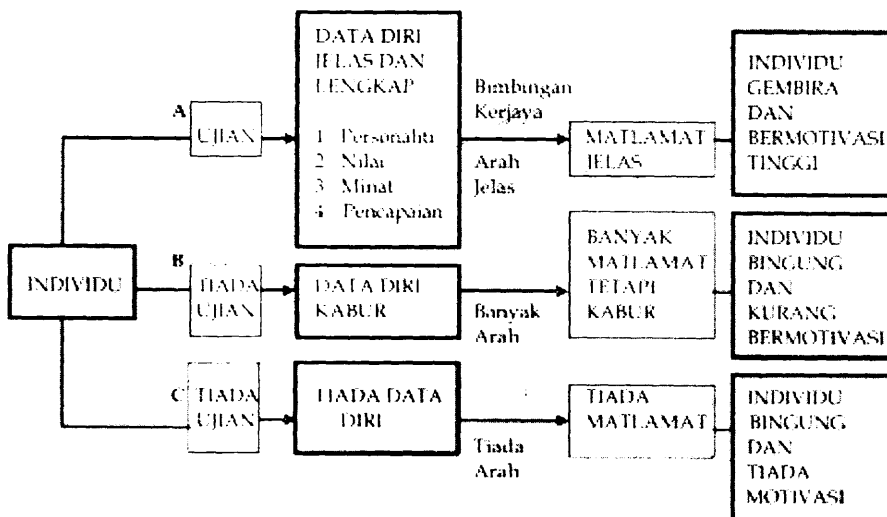 INDIVIDU
A
UJIAN
DATA DIRI
JELAS DAN
LENGKAP
1 Personaliti
2 Nilai
3 Minat
4 Pencapaian
Bimbingan
Kerjaya
Arah
Jelas
MATLAMAT
JELAS
INDIVIDU
GEMBIRA
DAN
BERMOTIVASI
TINGGI
B
TIADA
UJIAN
DATA DIRI
KABUR
Banyak
Arah
BANYAK
MATLAMAT
TETAPI
KABUR
INDIVIDU
BINGUNG
DAN
KURANG
BERMOTIVASI
C
TIADA
UJIAN
TIADA DATA
DIRI
Tiada
Arah
TIADA
MATLAMAT
INDIVIDU
BINGUNG
DAN
TIADA
MOTIVASI